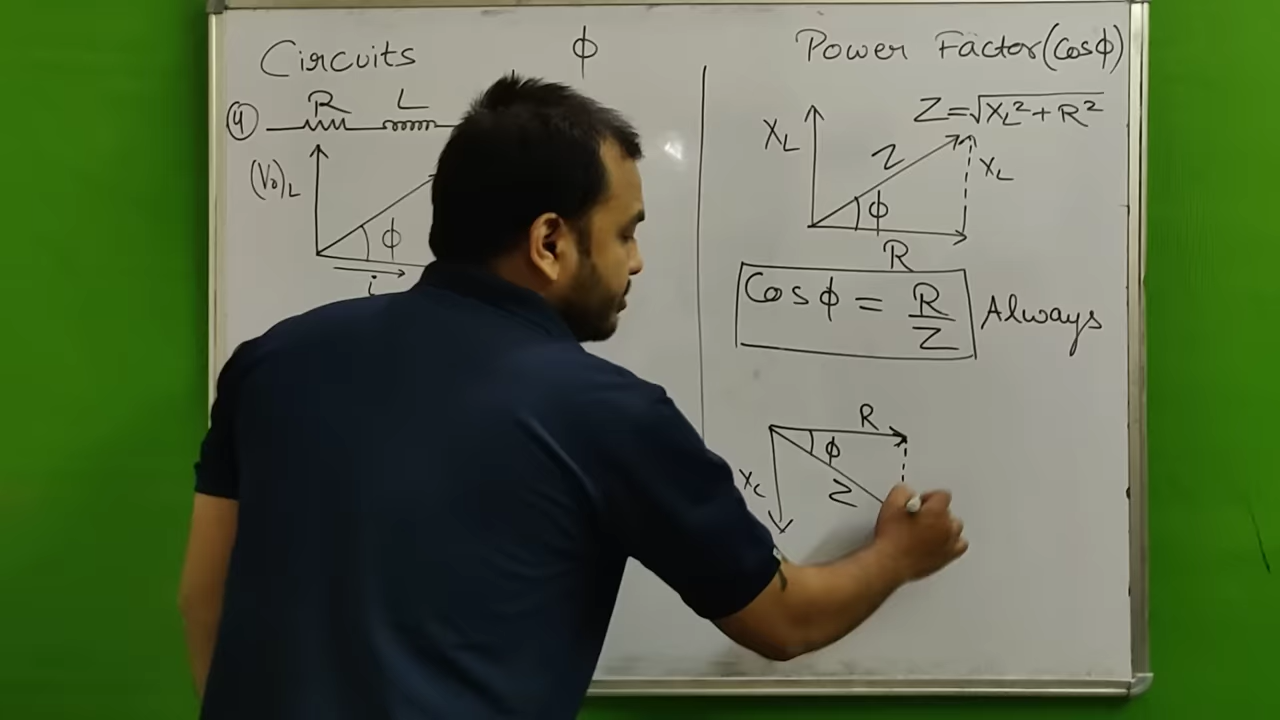 Circuits
ϕ
Power Factor(Cosϕ)
4
R
L
(V₀)L
ϕ
i
Z=√XL²+R²
XL
Z
XL
ϕ
R
Cosϕ = R/Z Always
R
ϕ
XC
Z